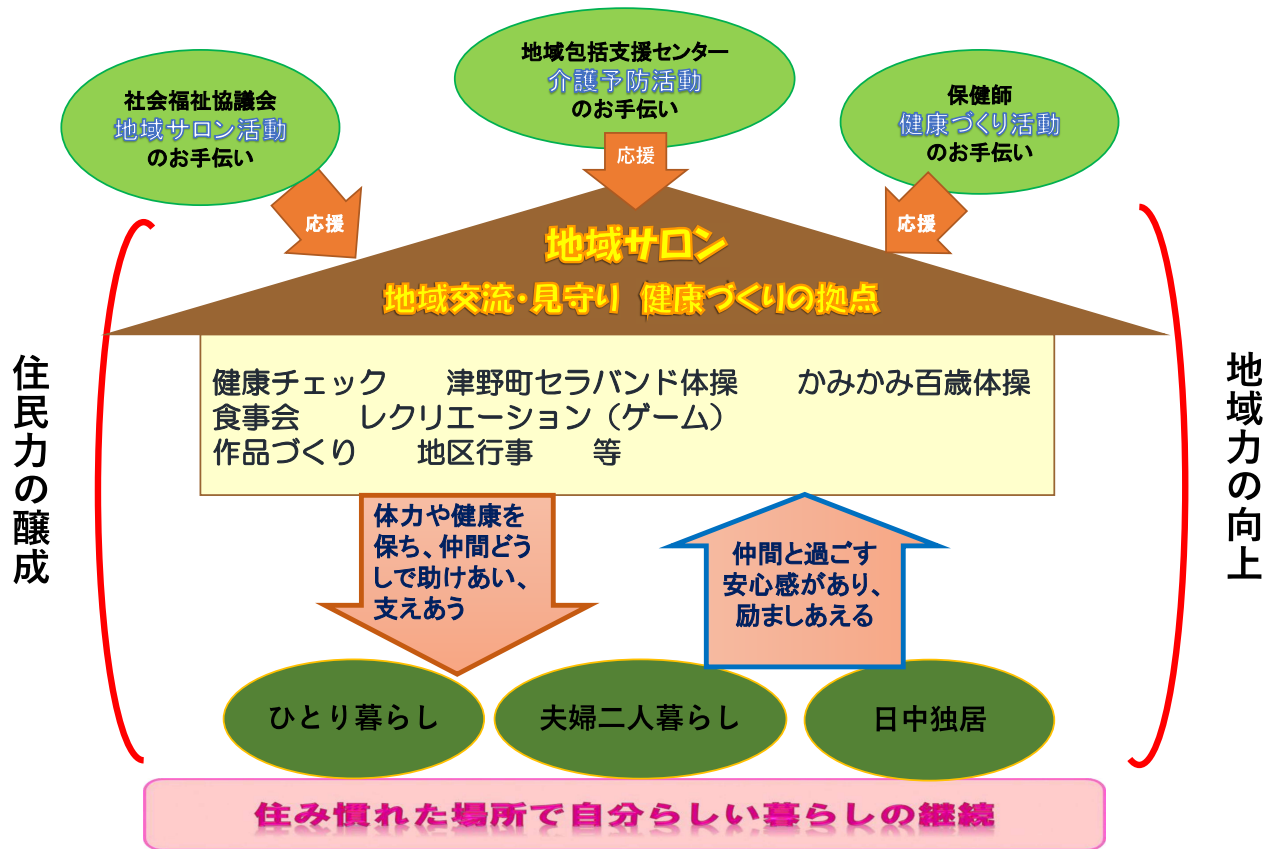 地域包括支援センター
介護予防活動
のお手伝い
社会福祉協議会
地域サロン活動
のお手伝い
保健師
健康づくり活動
のお手伝い
応援
応援
応援
地域サロン
地域交流・見守り 健康づくりの拠点
健康チェック　　津野町セラバンド体操　　かみかみ百歳体操
食事会　　レクリエーション（ゲーム）
作品づくり　　地区行事　　等
住民力の醸成
地域力の向上
体力や健康を
保ち、仲間どう
しで助けあい、
支えあう
仲間と過ごす
安心感があり、
励ましあえる
ひとり暮らし
夫婦二人暮らし
日中独居
住み慣れた場所で自分らしい暮らしの継続